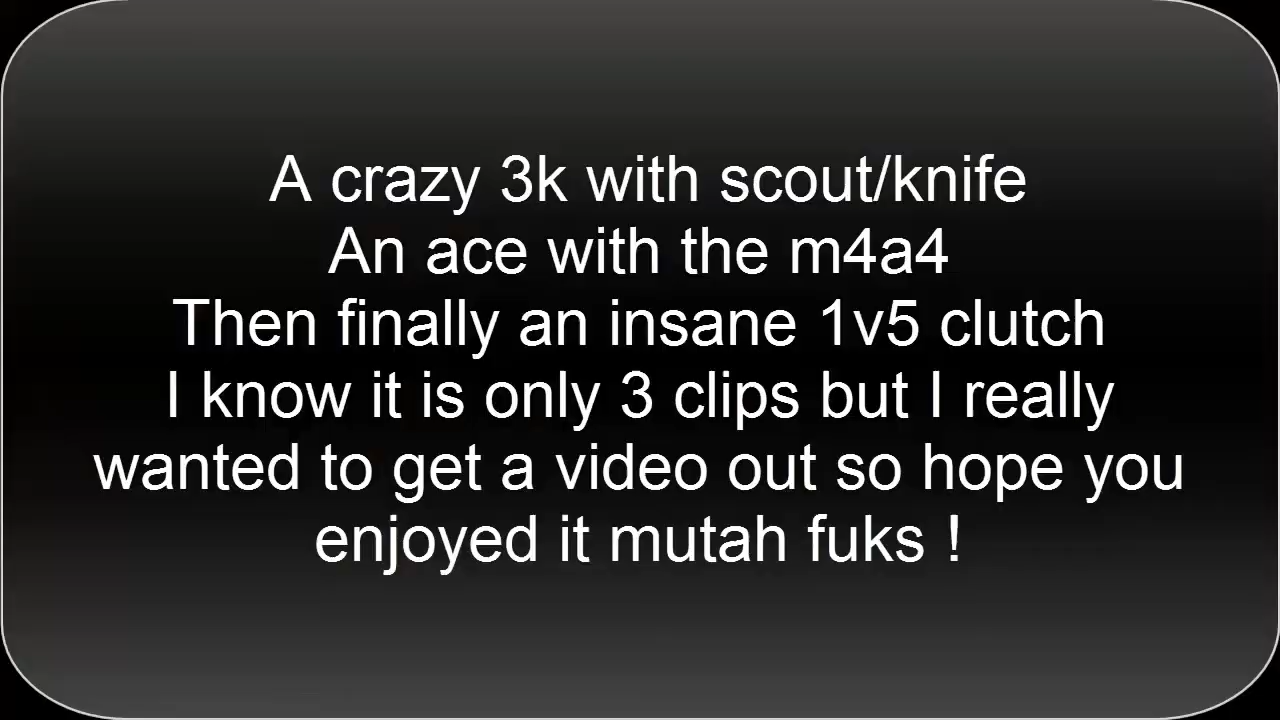 A crazy 3k with scout/knife
An ace with the m4a4
Then finally an insane 1v5 clutch
I know it is only 3 clips but I really
wanted to get a video out so hope you
enjoyed it mutah fuks !